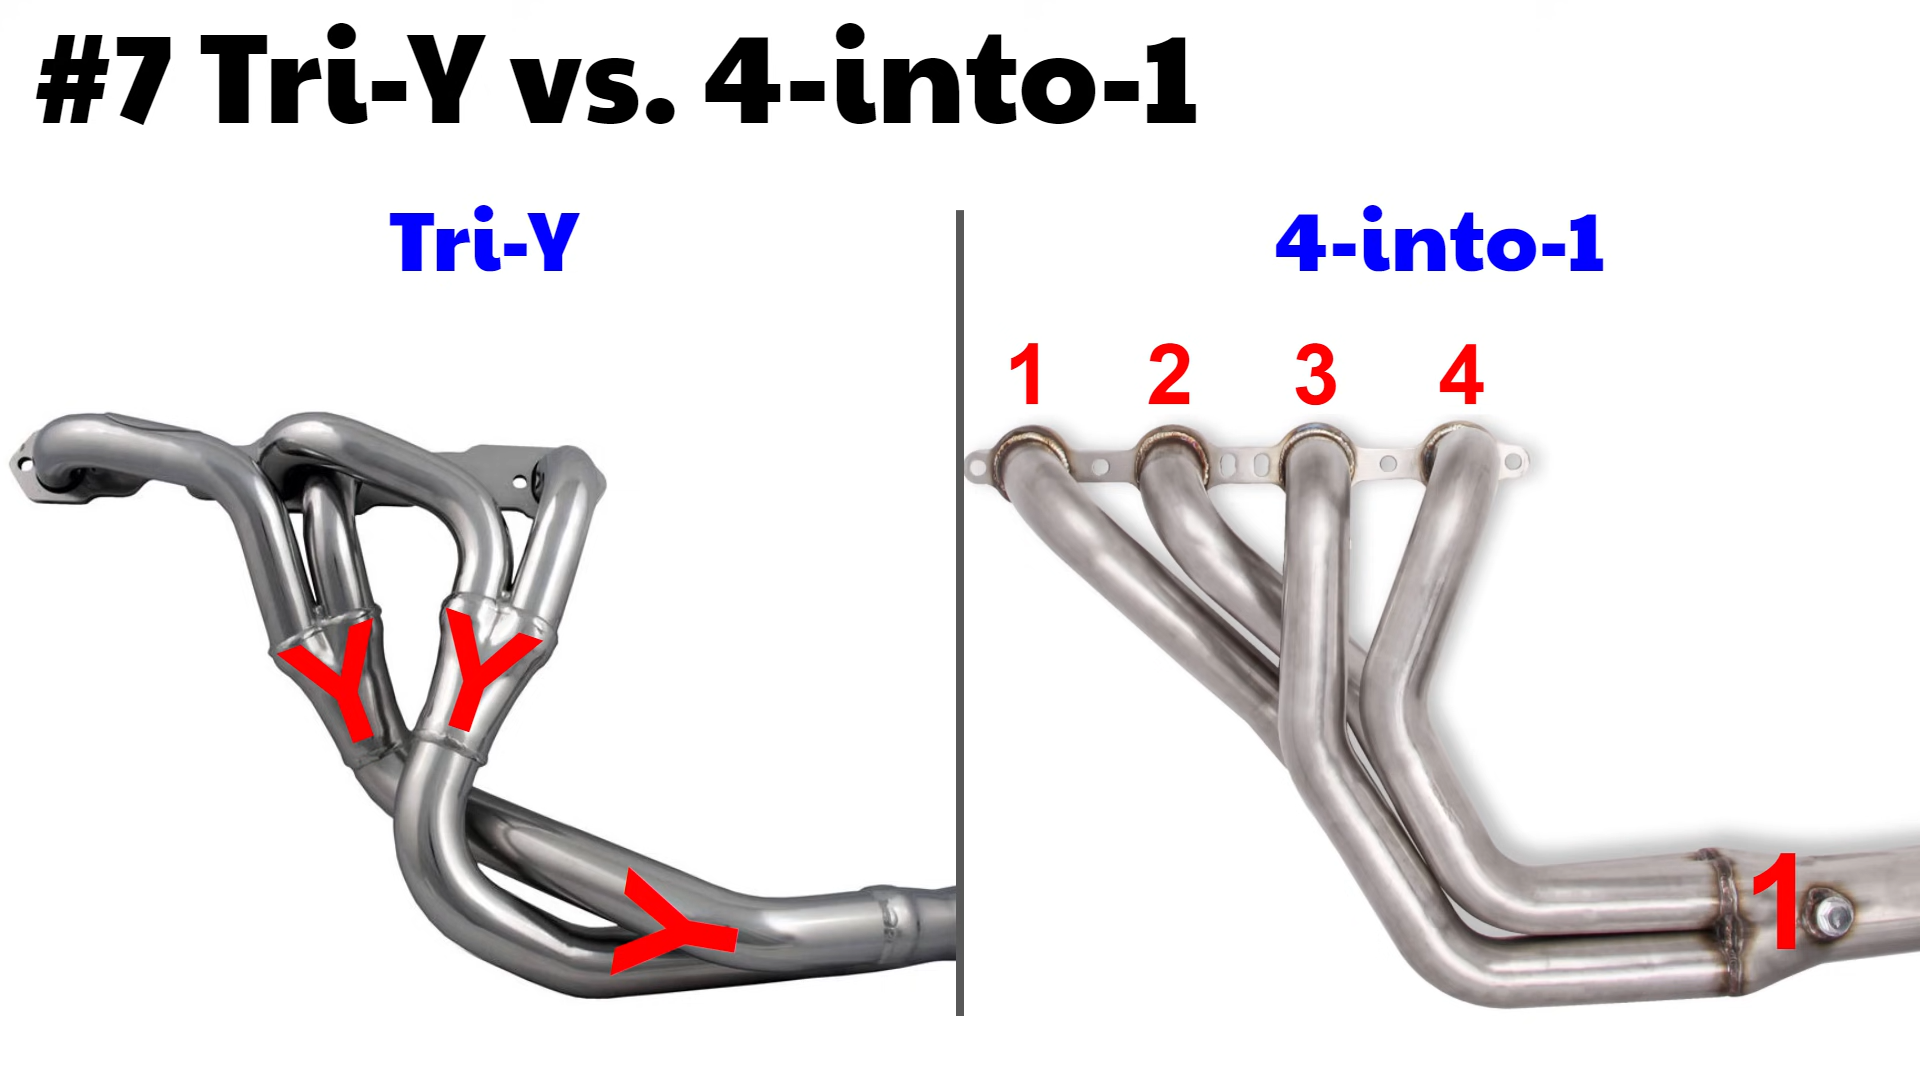 #7 Tri-Y vs. 4-into-1
Tri-Y
4-into-1
1 2 3 4
Y Y
Y
1